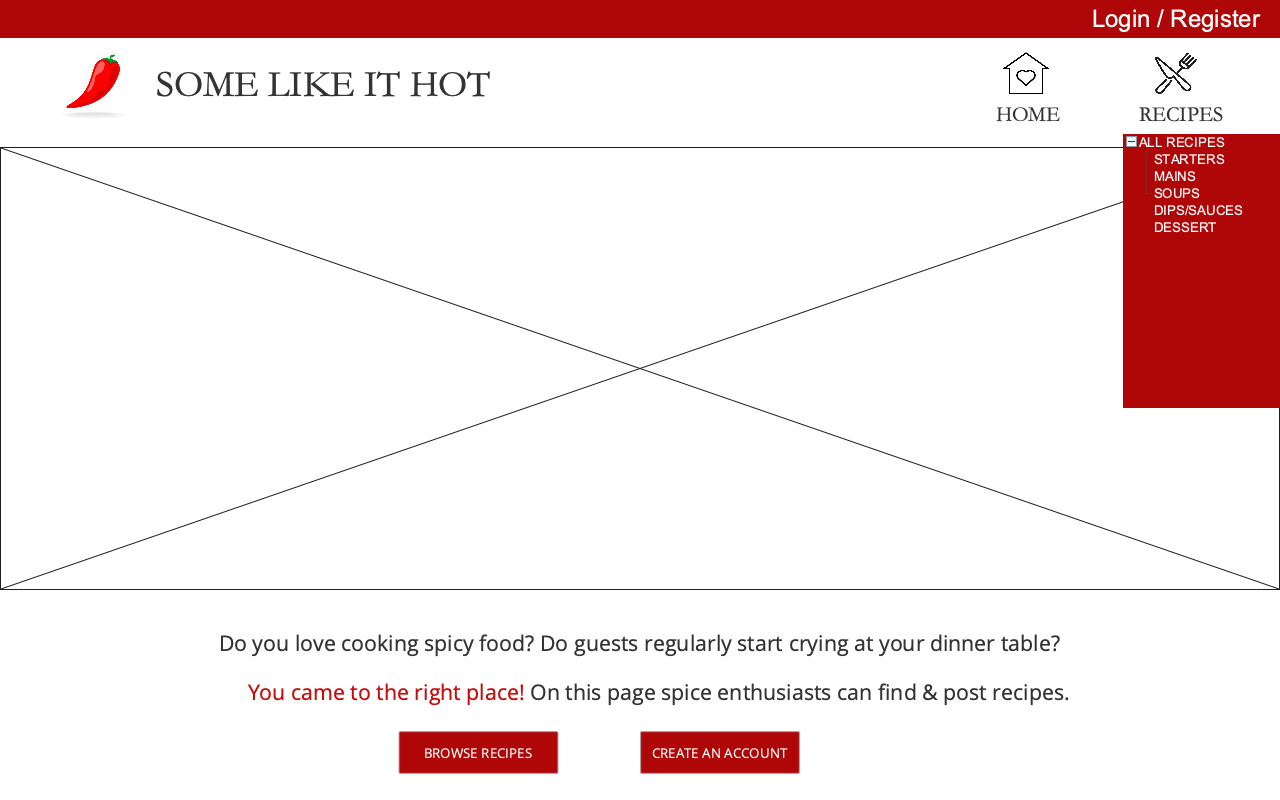 Login / Register
SOME LIKE IT HOT
HOME
RECIPES
ALL RECIPES
STARTERS
MAINS
SOUPS
DIPS/SAUCES
DESSERT
Do you love cooking spicy food? Do guests regularly start crying at your dinner table?
You came to the right place! On this page spice enthusiasts can find & post recipes.
BROWSE RECIPES
CREATE AN ACCOUNT